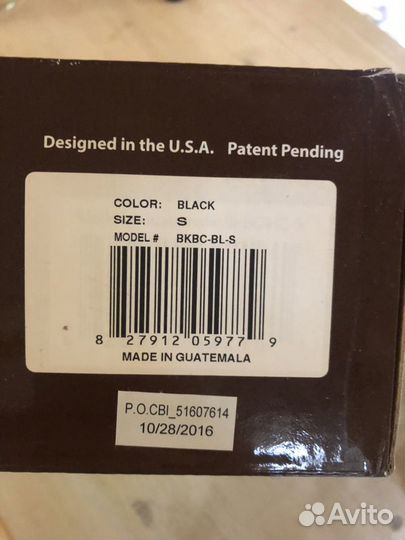 Designed in the U.S.A. Patent Pending
COLOR: BLACK
SIZE: S
MODEL # BKBC-BL-S
8 27912 05977 9
MADE IN GUATEMALA
P.O.CBI_51607614
10/28/2016
Avito